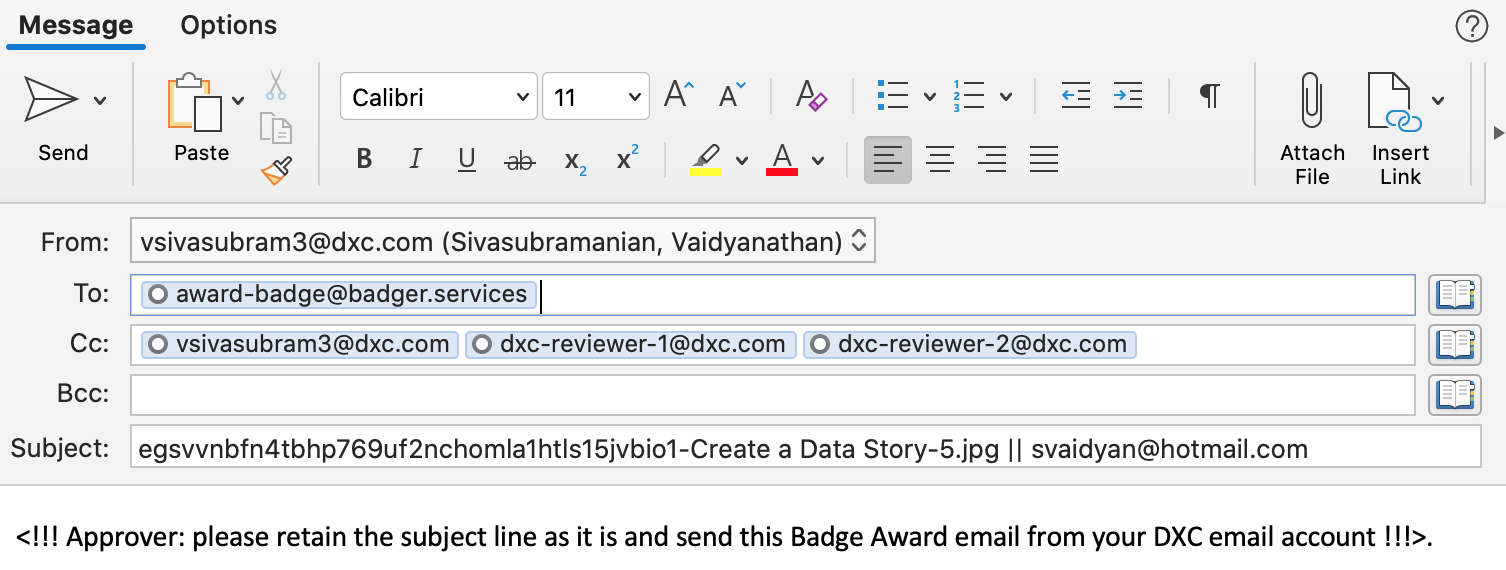 Message Options
Send
Paste
Calibri 11
B I U ab x2 x2 A
Attach File
Insert Link
From: vsivasubram3@dxc.com (Sivasubramanian, Vaidyanathan)
To: award-badge@badger.services
Cc: vsivasubram3@dxc.com dxc-reviewer-1@dxc.com dxc-reviewer-2@dxc.com
Bcc:
Subject: egsvvnbfn4tbhp769uf2nchomla1htls15jvbio1-Create a Data Story-5.jpg || svaidyan@hotmail.com
<!!! Approver: please retain the subject line as it is and send this Badge Award email from your DXC email account !!!>.